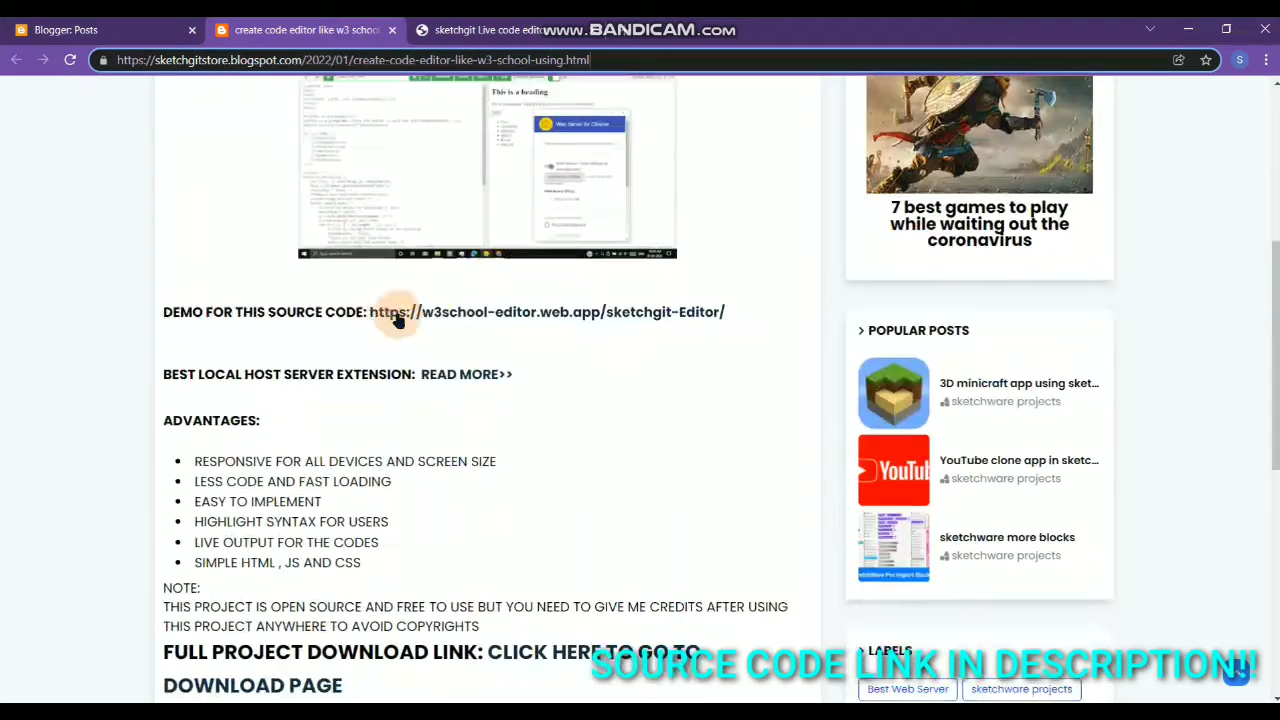 Blogger: Posts
create code editor like w3 school
sketchgit Live code edito
WWW.BANDICAM.COM
https://sketchgitstore.blogspot.com/2022/01/create-code-editor-like-w3-school-using.html
S
This is a heading
Web Server for Chrome
7 best games to play
while waiting out the
coronavirus
DEMO FOR THIS SOURCE CODE: https://w3school-editor.web.app/sketchgit-Editor/
BEST LOCAL HOST SERVER EXTENSION: READ MORE>>
ADVANTAGES:
RESPONSIVE FOR ALL DEVICES AND SCREEN SIZE
LESS CODE AND FAST LOADING
EASY TO IMPLEMENT
HIGHLIGHT SYNTAX FOR USERS
LIVE OUTPUT FOR THE CODES
SIMPLE HTML , JS AND CSS
NOTE:
THIS PROJECT IS OPEN SOURCE AND FREE TO USE BUT YOU NEED TO GIVE ME CREDITS AFTER USING
THIS PROJECT ANYWHERE TO AVOID COPYRIGHTS
FULL PROJECT DOWNLOAD LINK: CLICK HERE TO GO TO
DOWNLOAD PAGE
> POPULAR POSTS
3D minicraft app using sket...
sketchware projects
YouTube clone app in sketc...
sketchware projects
YouTub
sketchware more blocks
sketchware projects
> LABELS
SOURCE CODE LINK IN DESCRIPTION!!
Best Web Server
sketchware projects